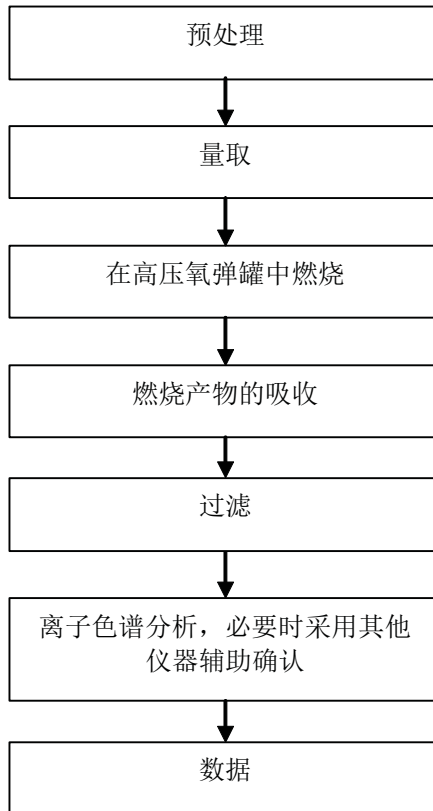 预处理
量取
在高压氧弹罐中燃烧
燃烧产物的吸收
过滤
离子色谱分析，必要时采用其他
仪器辅助确认
数据